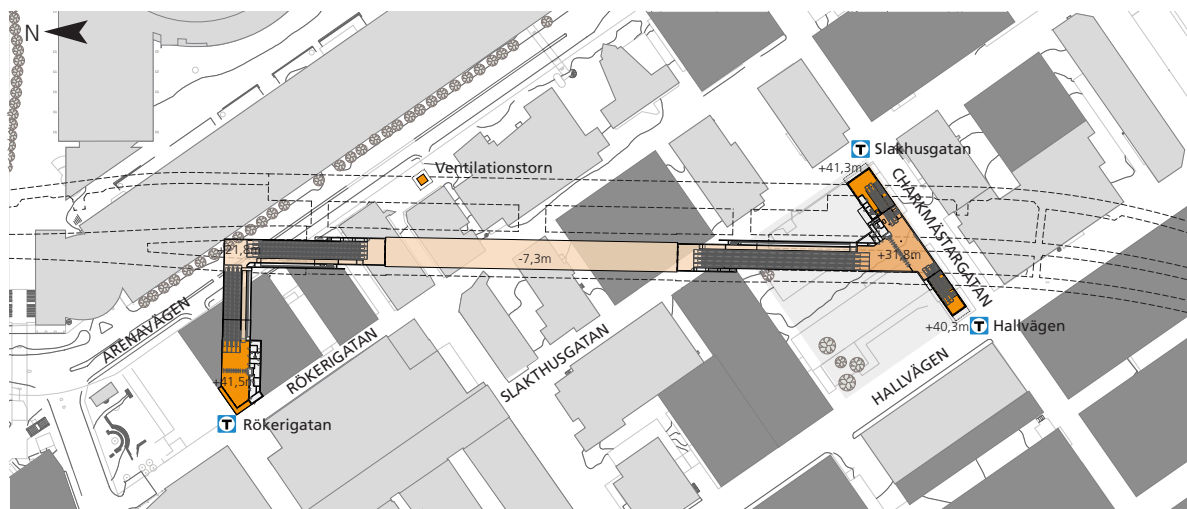 N
T Slakhusgatan
+41,3m
Ventilationstorn
CHARKMÄSTARGATAN
-7,3m
+31,8m
+40,3m
T Hallvägen
ARENAVÄGEN
RÖKERIGATAN
SLAKTHUSGATAN
HALLVÄGEN
+41,5m
T Rökerigatan